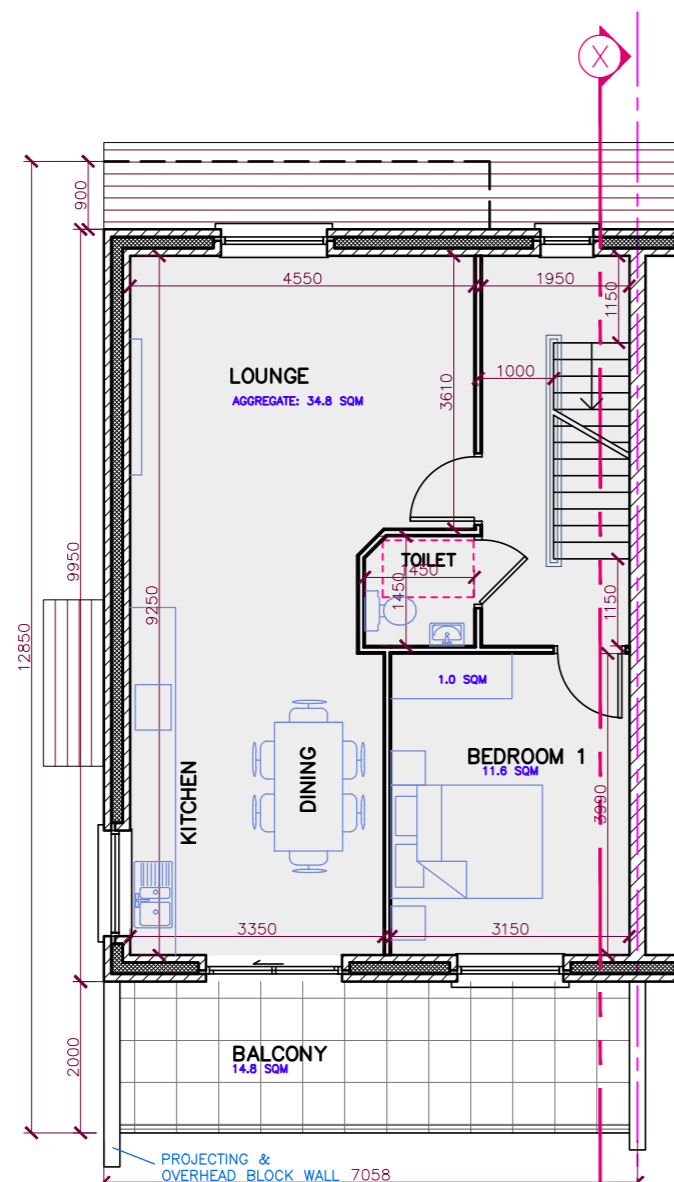 X
900
4550
1950
1150
LOUNGE
AGGREGATE: 34.8 SQM
3610
1000
9950
12850
9250
TOILET
450
1450
1150
1.0 SQM
BEDROOM 1
11.6 SQM
3990
DINING
KITCHEN
3350
3150
BALCONY
14.8 SQM
2000
PROJECTING &
OVERHEAD BLOCK WALL
7058